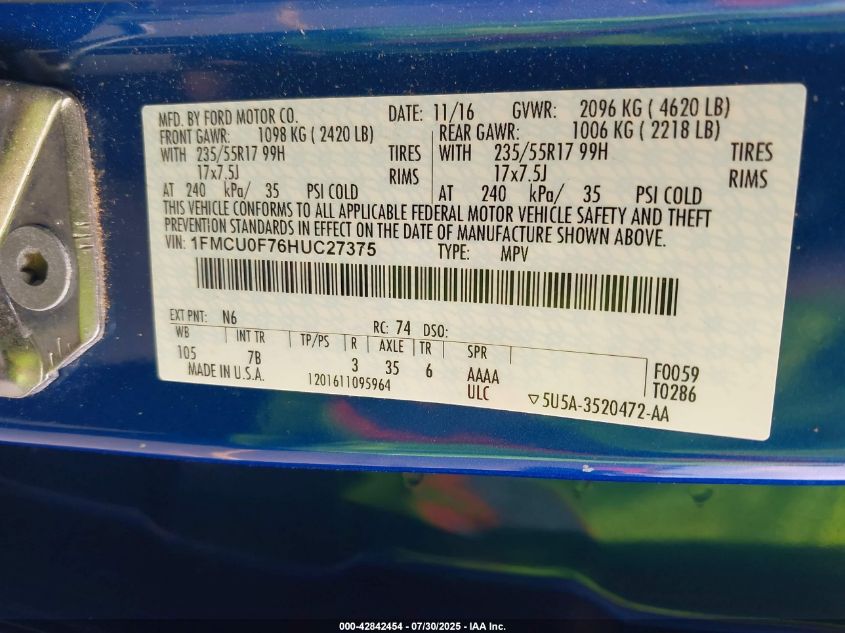 MFD. BY FORD MOTOR CO. DATE: 11/16 GVWR: 2096 KG ( 4620 LB)
FRONT GAWR: 1098 KG ( 2420 LB) REAR GAWR: 1006 KG ( 2218 LB)
WITH 235/55R17 99H TIRES WITH 235/55R17 99H TIRES
17x7.5J RIMS 17x7.5J RIMS
AT 240 kPa/ 35 PSI COLD AT 240 kPa/ 35 PSI COLD
THIS VEHICLE CONFORMS TO ALL APPLICABLE FEDERAL MOTOR VEHICLE SAFETY AND THEFT
PREVENTION STANDARDS IN EFFECT ON THE DATE OF MANUFACTURE SHOWN ABOVE.
VIN: 1FMCU0F76HUC27375 TYPE: MPV
EXT PNT: N6 RC: 74 DSO:
WB INT TR TP/PS R AXLE TR SPR
105 7B 3 35 6 AAAA F0059
MADE IN U.S.A. 1201611095964 ULC ▽5U5A-3520472-AA T0286
000-42842454 / 07/30/2025 - IAA Inc.